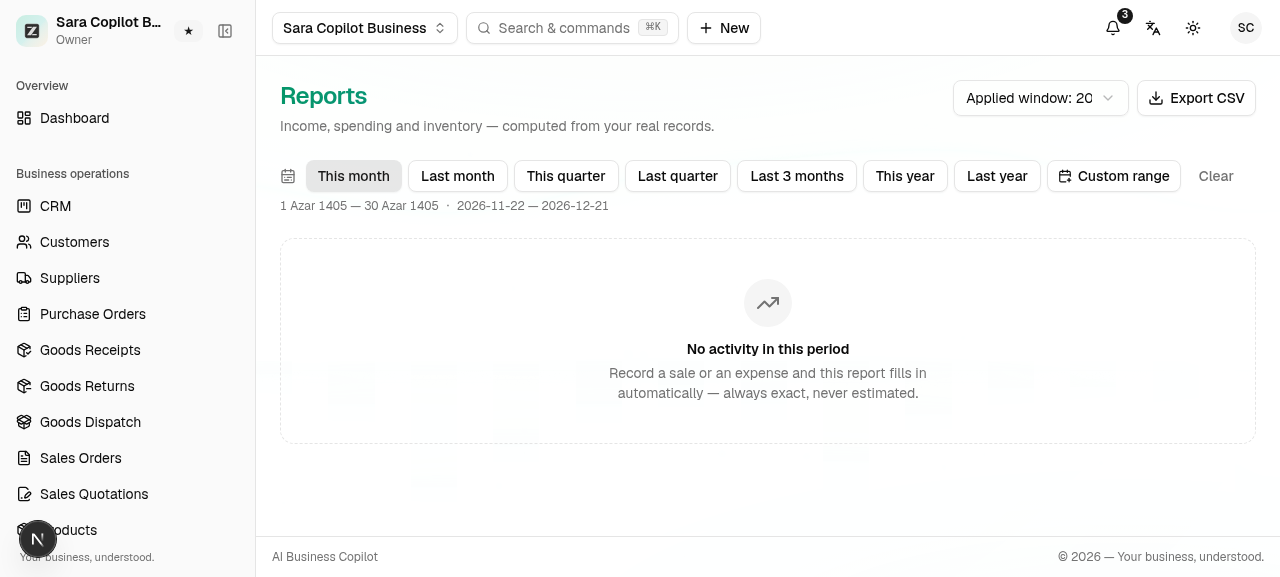 Sara Copilot B...
Owner
★
Sara Copilot Business
Search & commands
⌘K
New
3
SC
Overview
Dashboard
Business operations
CRM
Customers
Suppliers
Purchase Orders
Goods Receipts
Goods Returns
Goods Dispatch
Sales Orders
Sales Quotations
oducts
N
Your business, understood.
Reports
Income, spending and inventory — computed from your real records.
Applied window: 20
Export CSV
This month
Last month
This quarter
Last quarter
Last 3 months
This year
Last year
Custom range
Clear
1 Azar 1405 — 30 Azar 1405 • 2026-11-22 — 2026-12-21
No activity in this period
Record a sale or an expense and this report fills in
automatically — always exact, never estimated.
AI Business Copilot
© 2026 — Your business, understood.